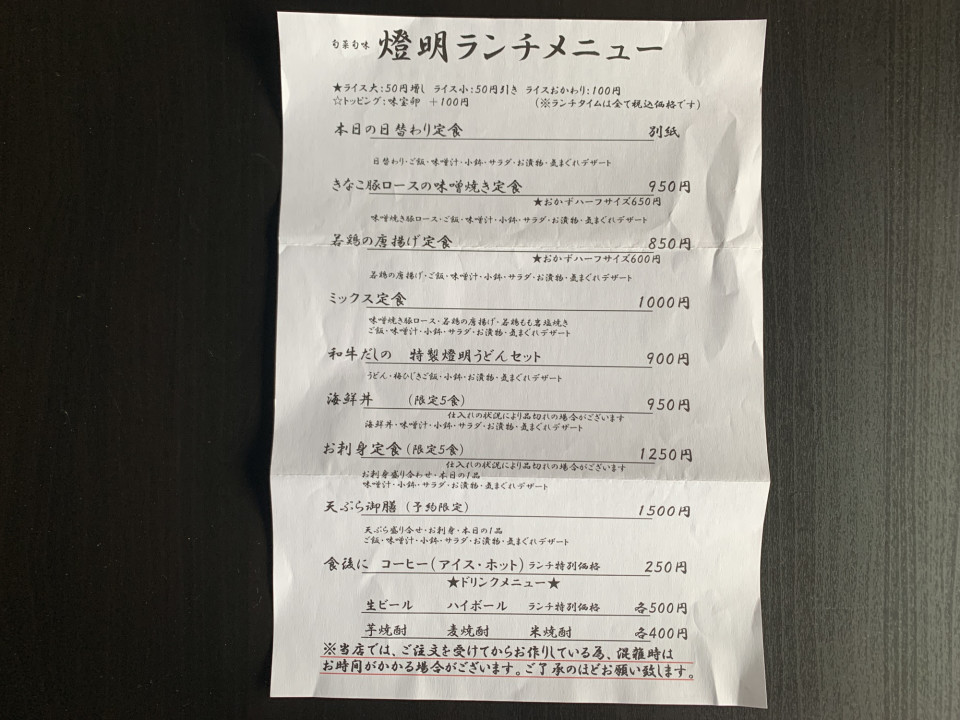 旬菜旬味 燈明ランチメニュー
★ライス大:50円増し ライス小:50円引き ライスおかわり:100円
☆トッピング:味宝卵 +100円 (※ランチタイムは全て税込価格です)
本日の日替わり定食 別紙
日替わり・ご飯・味噌汁・小鉢・サラダ・お漬物・気まぐれデザート
きなこ豚ロースの味噌焼き定食 950円
★おかずハーフサイズ650円
味噌焼き豚ロース・ご飯・味噌汁・小鉢・サラダ・お漬物・気まぐれデザート
若鶏の唐揚げ定食 850円
★おかずハーフサイズ600円
若鶏の唐揚げ・ご飯・味噌汁・小鉢・サラダ・お漬物・気まぐれデザート
ミックス定食 1000円
味噌焼き豚ロース・若鶏の唐揚げ・若鶏もも岩塩焼き
ご飯・味噌汁・小鉢・サラダ・お漬物・気まぐれデザート
和牛だしの 特製燈明うどんセット 900円
うどん・梅ひじきご飯・小鉢・お漬物・気まぐれデザート
海鮮丼 (限定5食) 950円
仕入れの状況により品切れの場合がございます
海鮮丼・味噌汁・小鉢・サラダ・お漬物・気まぐれデザート
お刺身定食(限定5食) 1250円
仕入れの状況により品切れの場合がございます
お刺身盛り合わせ・本日の1品
味噌汁・小鉢・サラダ・お漬物・気まぐれデザート
天ぷら御膳(予約限定) 1500円
天ぷら盛り合せ・お刺身・本日の1品
ご飯・味噌汁・小鉢・サラダ・お漬物・気まぐれデザート
食後に コーヒー(アイス・ホット) ランチ特別価格 250円
★ドリンクメニュー★
生ビール ハイボール ランチ特別価格 各500円
芋焼酎 麦焼酎 米焼酎 各400円
※当店では、ご注文を受けてからお作りしている為、混雑時は
お時間がかかる場合がございます。ご了承のほどお願い致します。